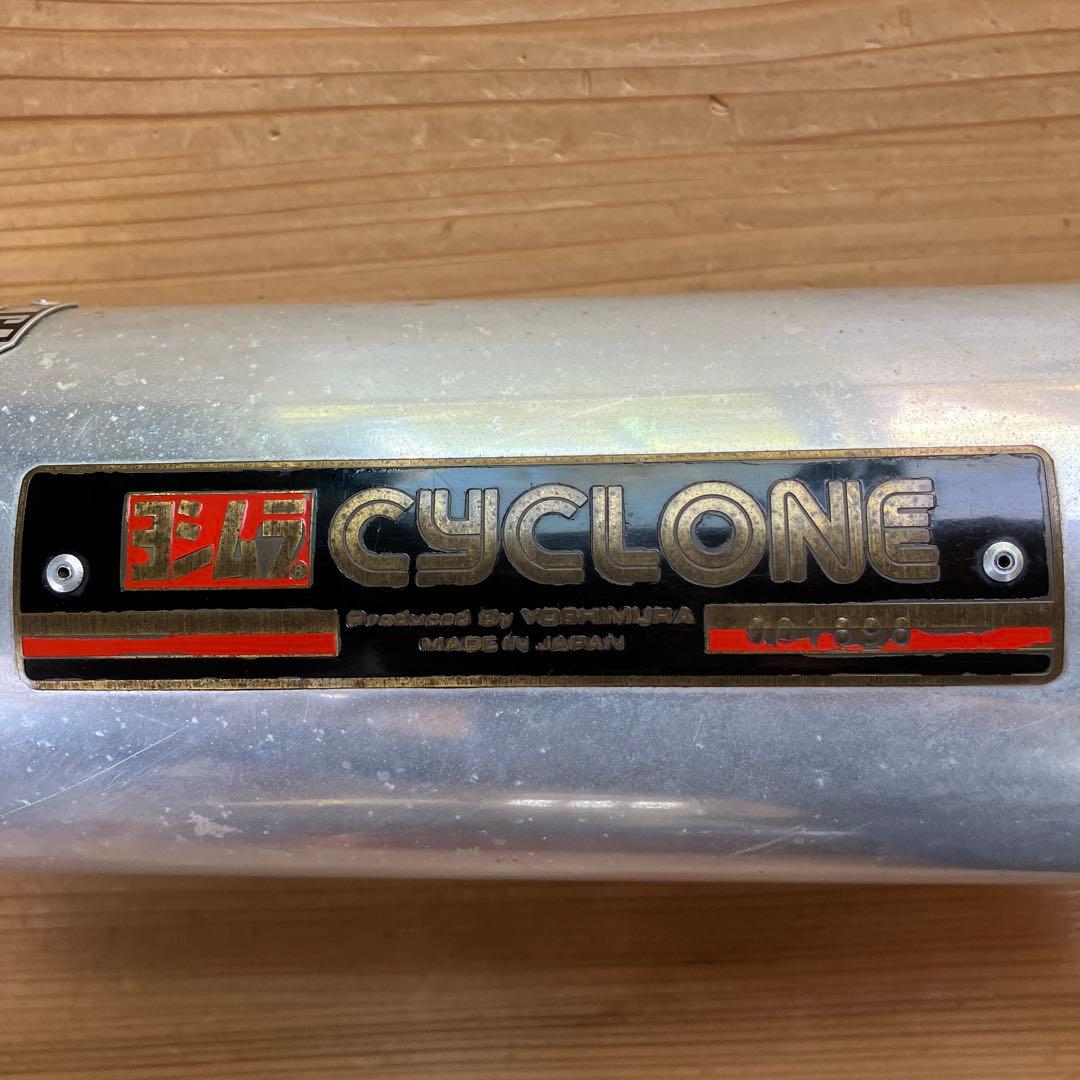 ヨシムラ® CYCLONE
Produced By YOSHIMURA
MADE IN JAPAN